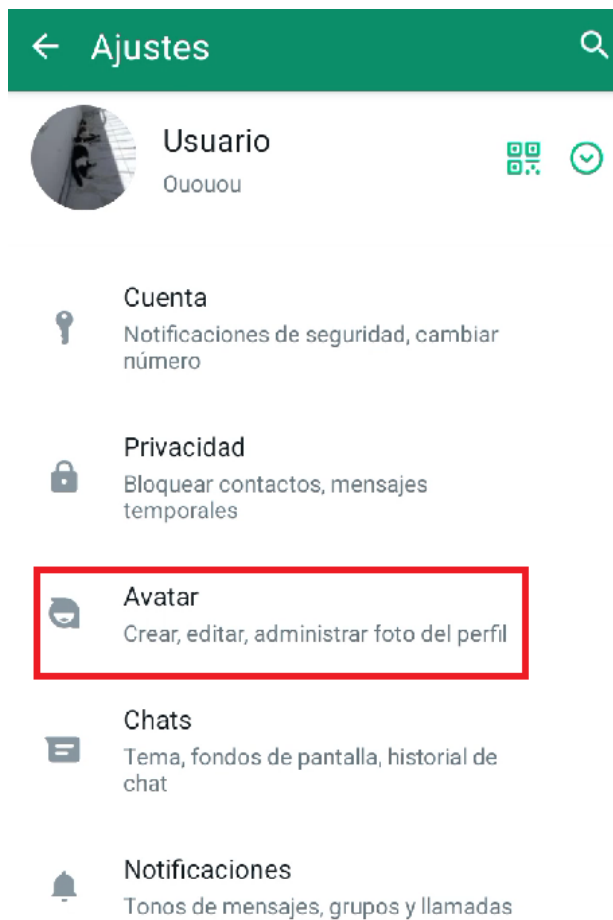 Ajustes
Usuario
Ououou
Cuenta
Notificaciones de seguridad, cambiar
número
Privacidad
Bloquear contactos, mensajes
temporales
Avatar
Crear, editar, administrar foto del perfil
Chats
Tema, fondos de pantalla, historial de
chat
Notificaciones
Tonos de mensajes, grupos y llamadas